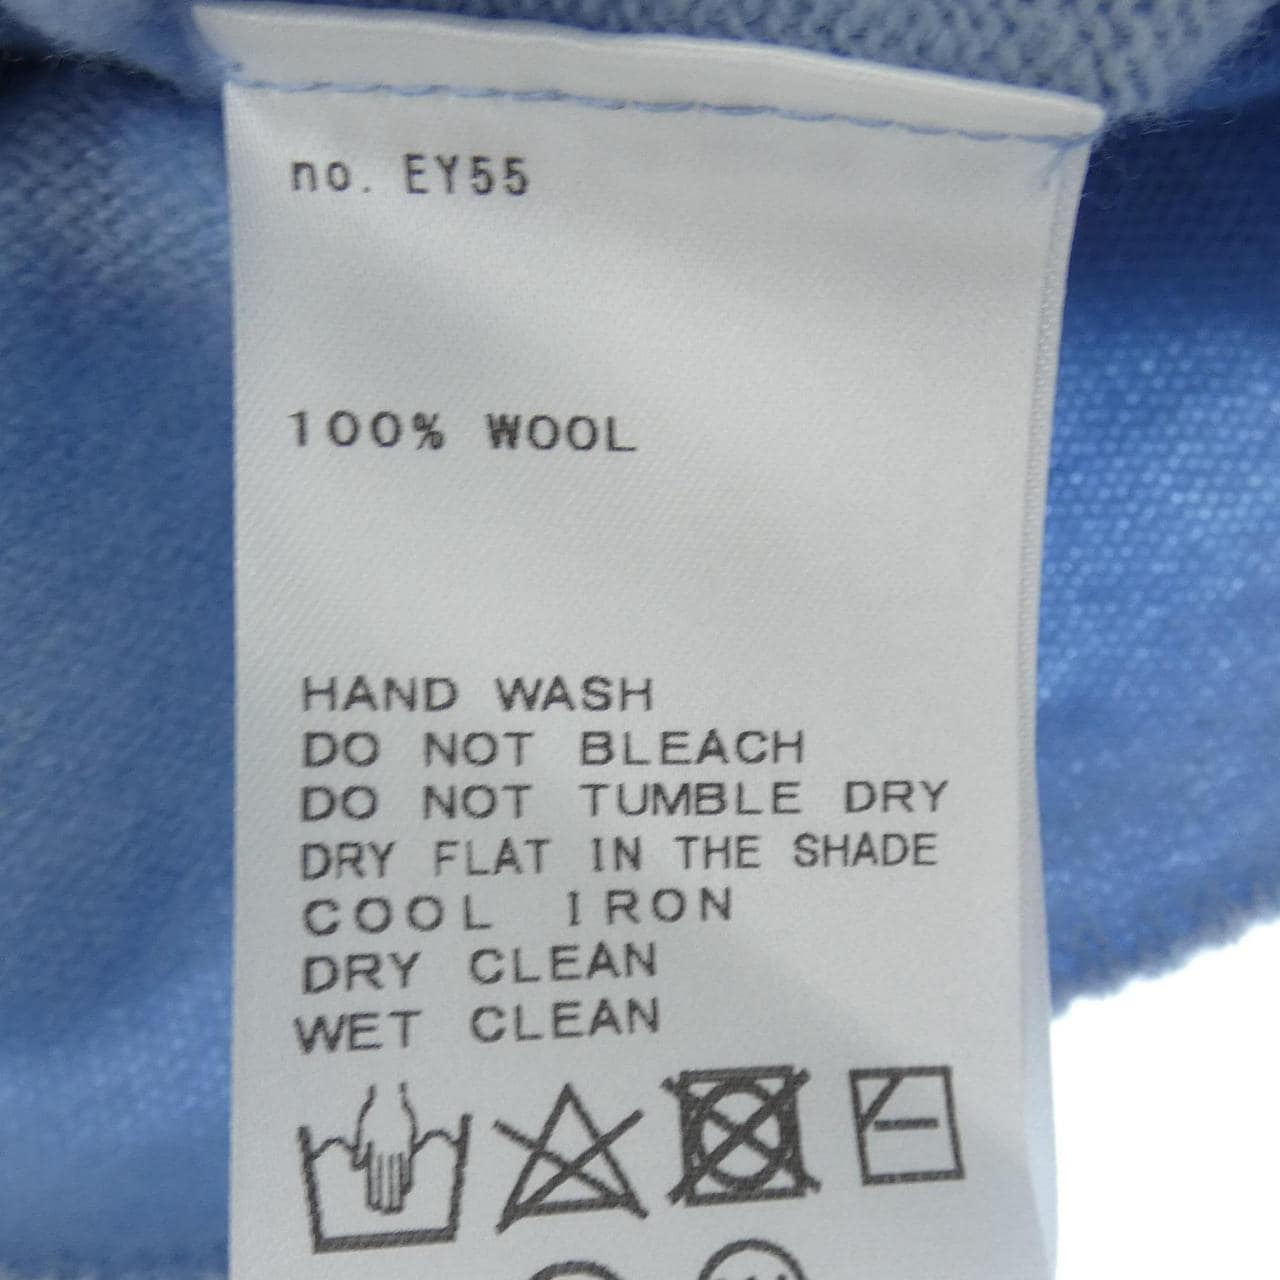 no. EY55
100% WOOL
HAND WASH
DO NOT BLEACH
DO NOT TUMBLE DRY
DRY FLAT IN THE SHADE
COOL IRON
DRY CLEAN
WET CLEAN